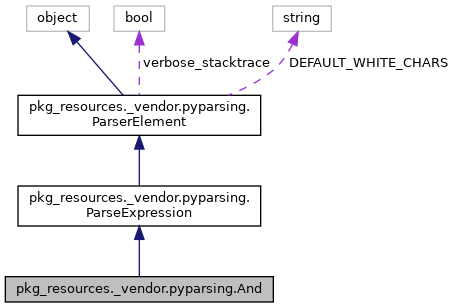 object
bool
string
verbose_stacktrace
DEFAULT_WHITE_CHARS
pkg_resources._vendor.pyparsing.
ParserElement
pkg_resources._vendor.pyparsing.
ParseExpression
pkg_resources._vendor.pyparsing.And